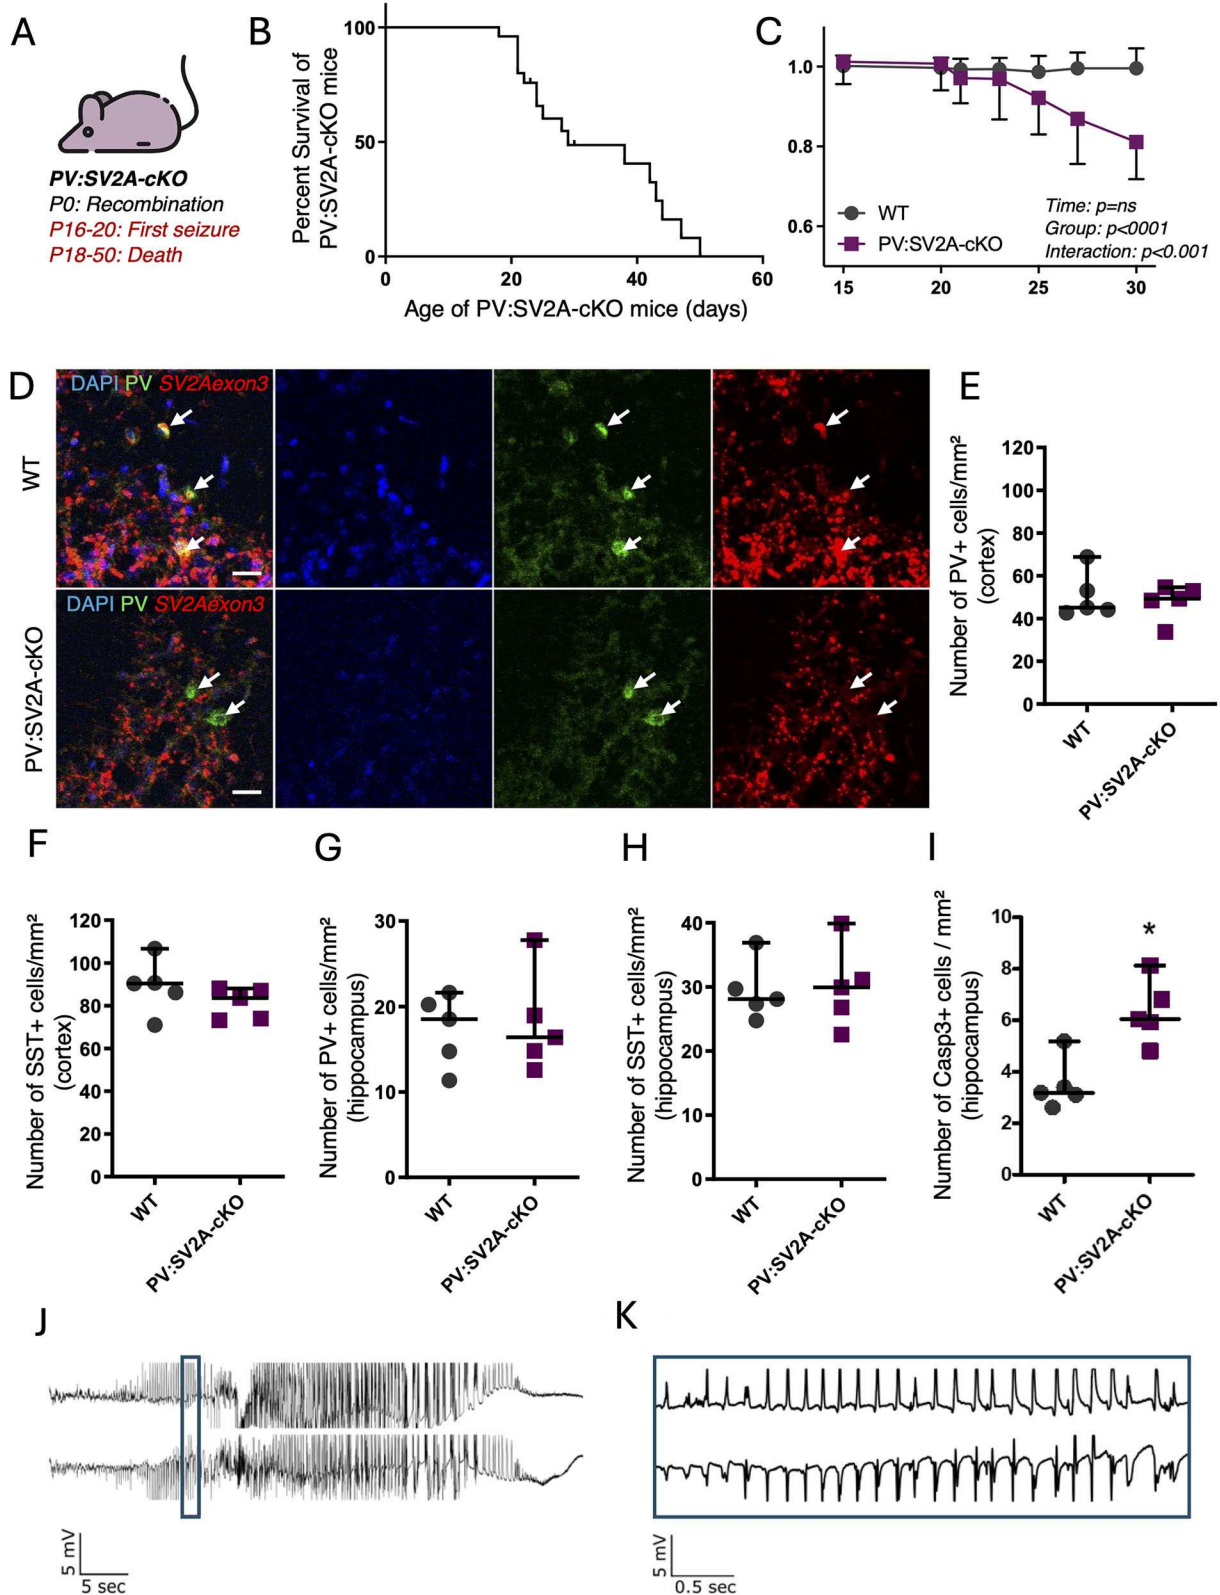 A
PV:SV2A-cKO
P0: Recombination
P16-20: First seizure
P18-50: Death
B
Percent Survival of
PV:SV2A-cKO mice
100
50
0
0 20 40 60
Age of PV:SV2A-cKO mice (days)
C
1.0
0.8
0.6
WT
PV:SV2A-cKO
Time: p=ns
Group: p<0001
Interaction: p<0.001
15 20 25 30
D
WT
DAPI PV SV2Aexon3
PV:SV2A-cKO
DAPI PV SV2Aexon3
E
Number of PV+ cells/mm²
(cortex)
120
100
80
60
40
20
0
WT
PV:SV2A-cKO
F
Number of SST+ cells/mm²
(cortex)
120
100
80
60
40
20
0
WT
PV:SV2A-cKO
G
Number of PV+ cells/mm²
(hippocampus)
30
20
10
0
WT
PV:SV2A-cKO
H
Number of SST+ cells/mm²
(hippocampus)
40
30
20
10
0
WT
PV:SV2A-cKO
I
Number of Casp3+ cells / mm²
(hippocampus)
10
8
6
4
2
0
*
WT
PV:SV2A-cKO
J
5 mV
5 sec
K
5 mV
0.5 sec